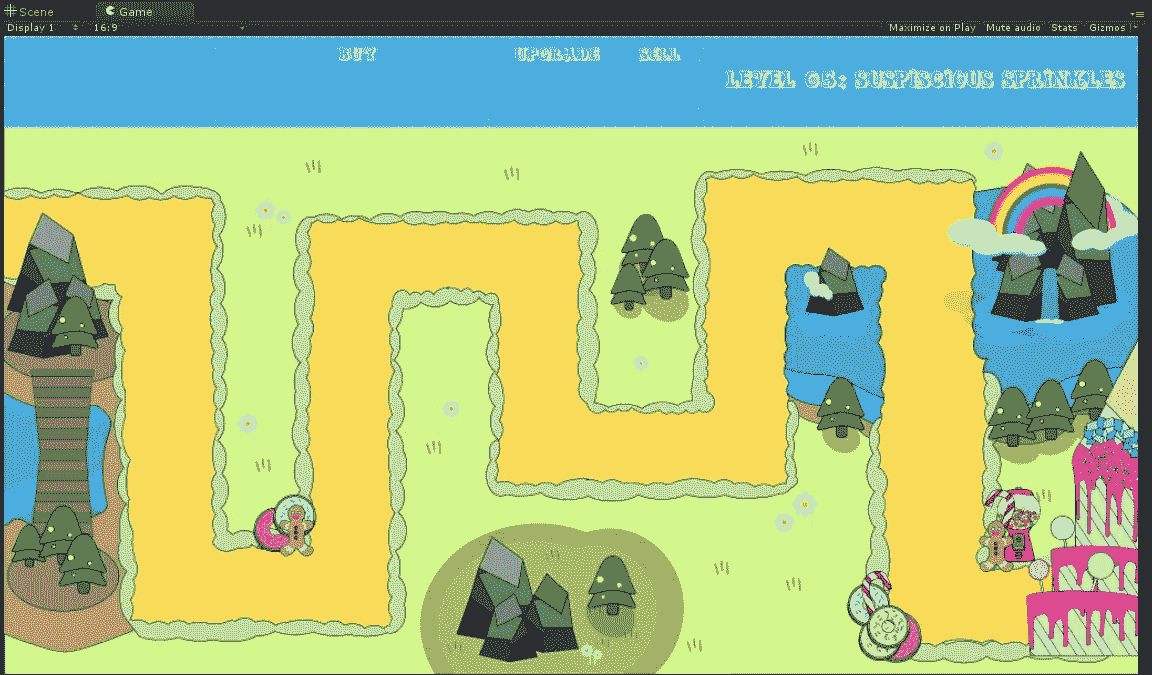 Scene Game
Display 1 16:9 Maximize on Play Mute audio Stats Gizmos
BUY UPGRADE SELL
LEVEL 05: SUSPISCIOUS SPRINKLES